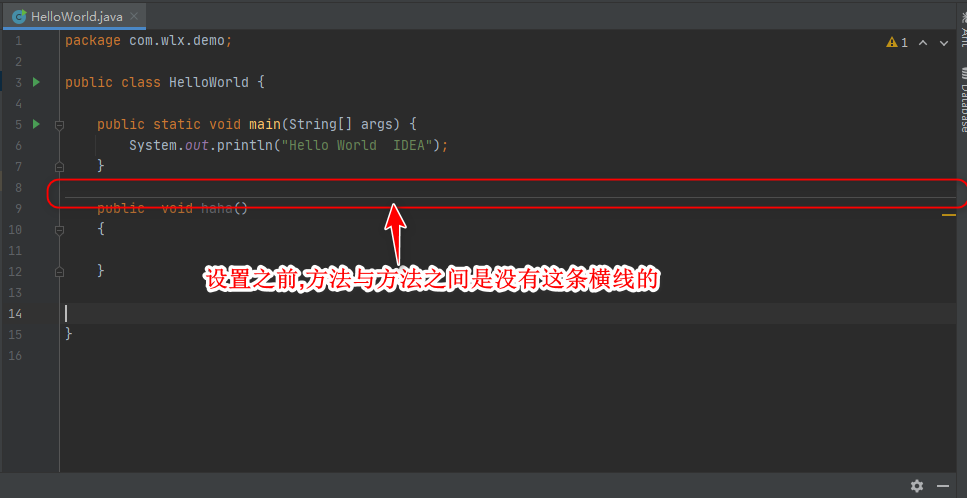 HelloWorld.java
1 package com.wlx.demo;
1
2
3 public class HelloWorld {
4
5 public static void main(String[] args) {
6 System.out.println("Hello World  IDEA");
7 }
8
9 public  void haha()
10 {
11
12 }
13
14
15 }
16
设置之前,方法与方法之间是没有这条横线的
Ant
Database